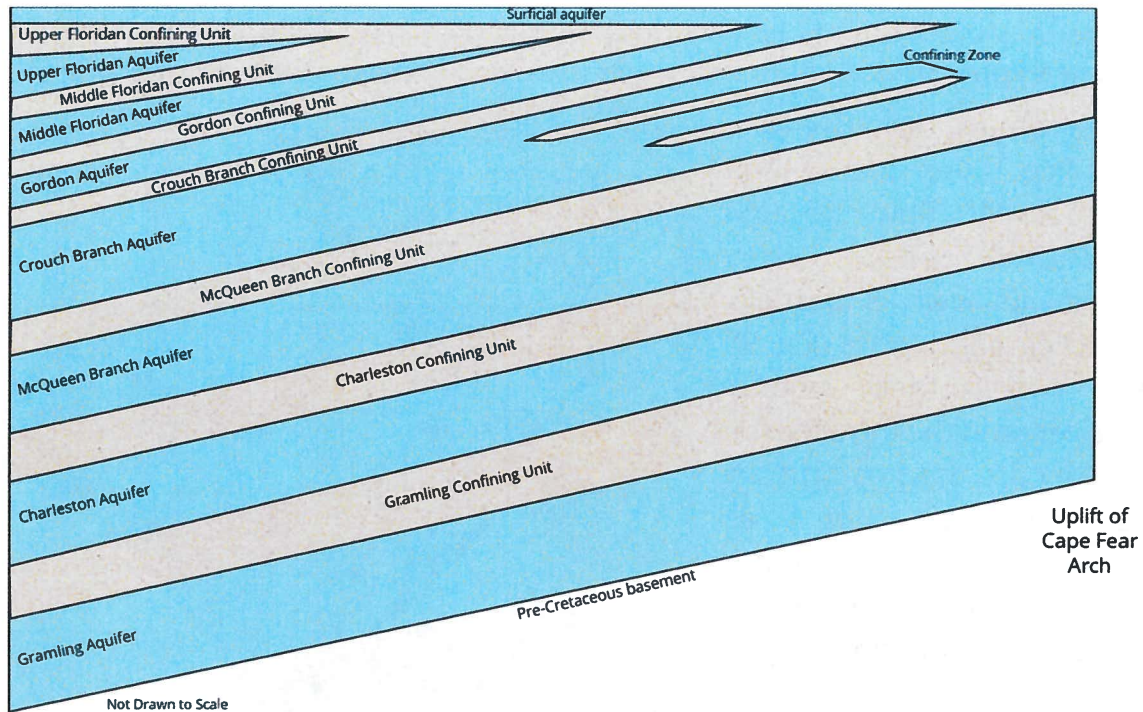 Surficial aquifer
Upper Floridan Confining Unit
Confining Zone
Upper Floridan Aquifer
Middle Floridan Confining Unit
Middle Floridan Aquifer
Gordon Confining Unit
Gordon Aquifer
Crouch Branch Confining Unit
Crouch Branch Aquifer
McQueen Branch Confining Unit
McQueen Branch Aquifer
Charleston Confining Unit
Charleston Aquifer
Gramling Confining Unit
Uplift of
Cape Fear
Arch
Pre-Cretaceous basement
Gramling Aquifer
Not Drawn to Scale